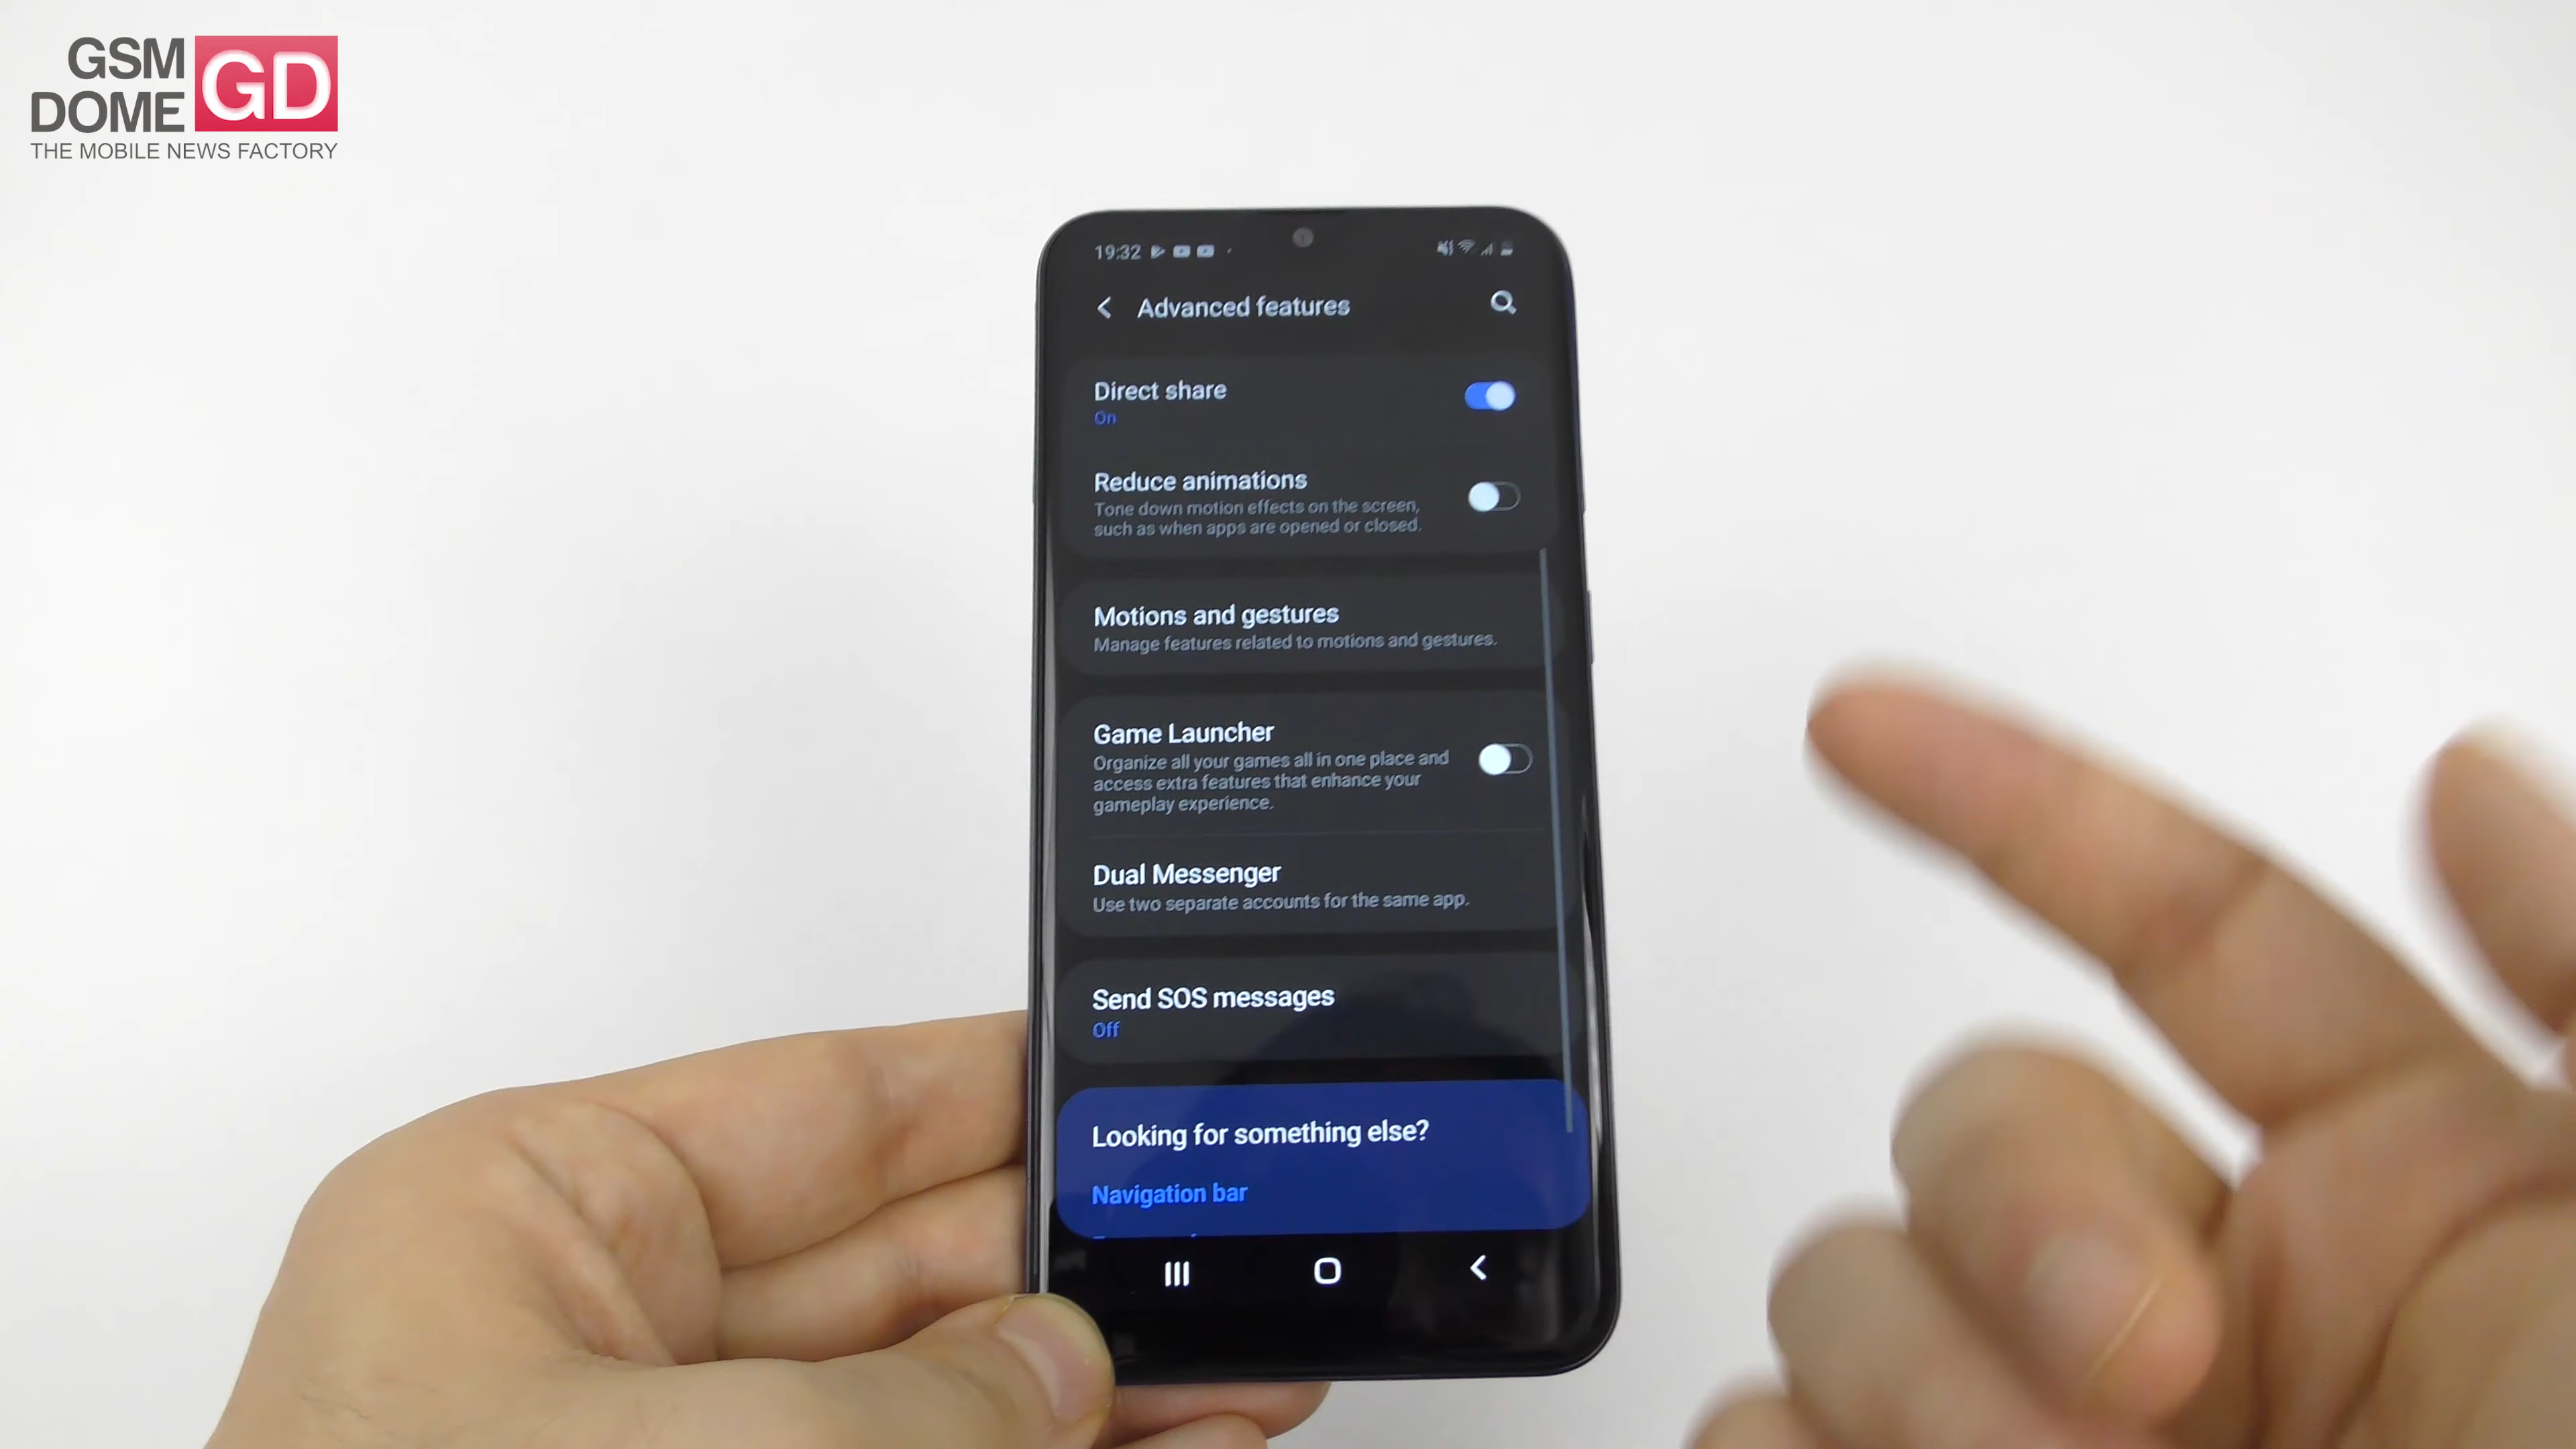 GSM
DOME
GD
THE MOBILE NEWS FACTORY
19:32
Advanced features
Direct share
On
Reduce animations
Tone down motion effects on the screen,
such as when apps are opened or closed.
Motions and gestures
Manage features related to motions and gestures.
Game Launcher
Organize all your games all in one place and
access extra features that enhance your
gameplay experience.
Dual Messenger
Use two separate accounts for the same app.
Send SOS messages
Off
Looking for something else?
Navigation bar